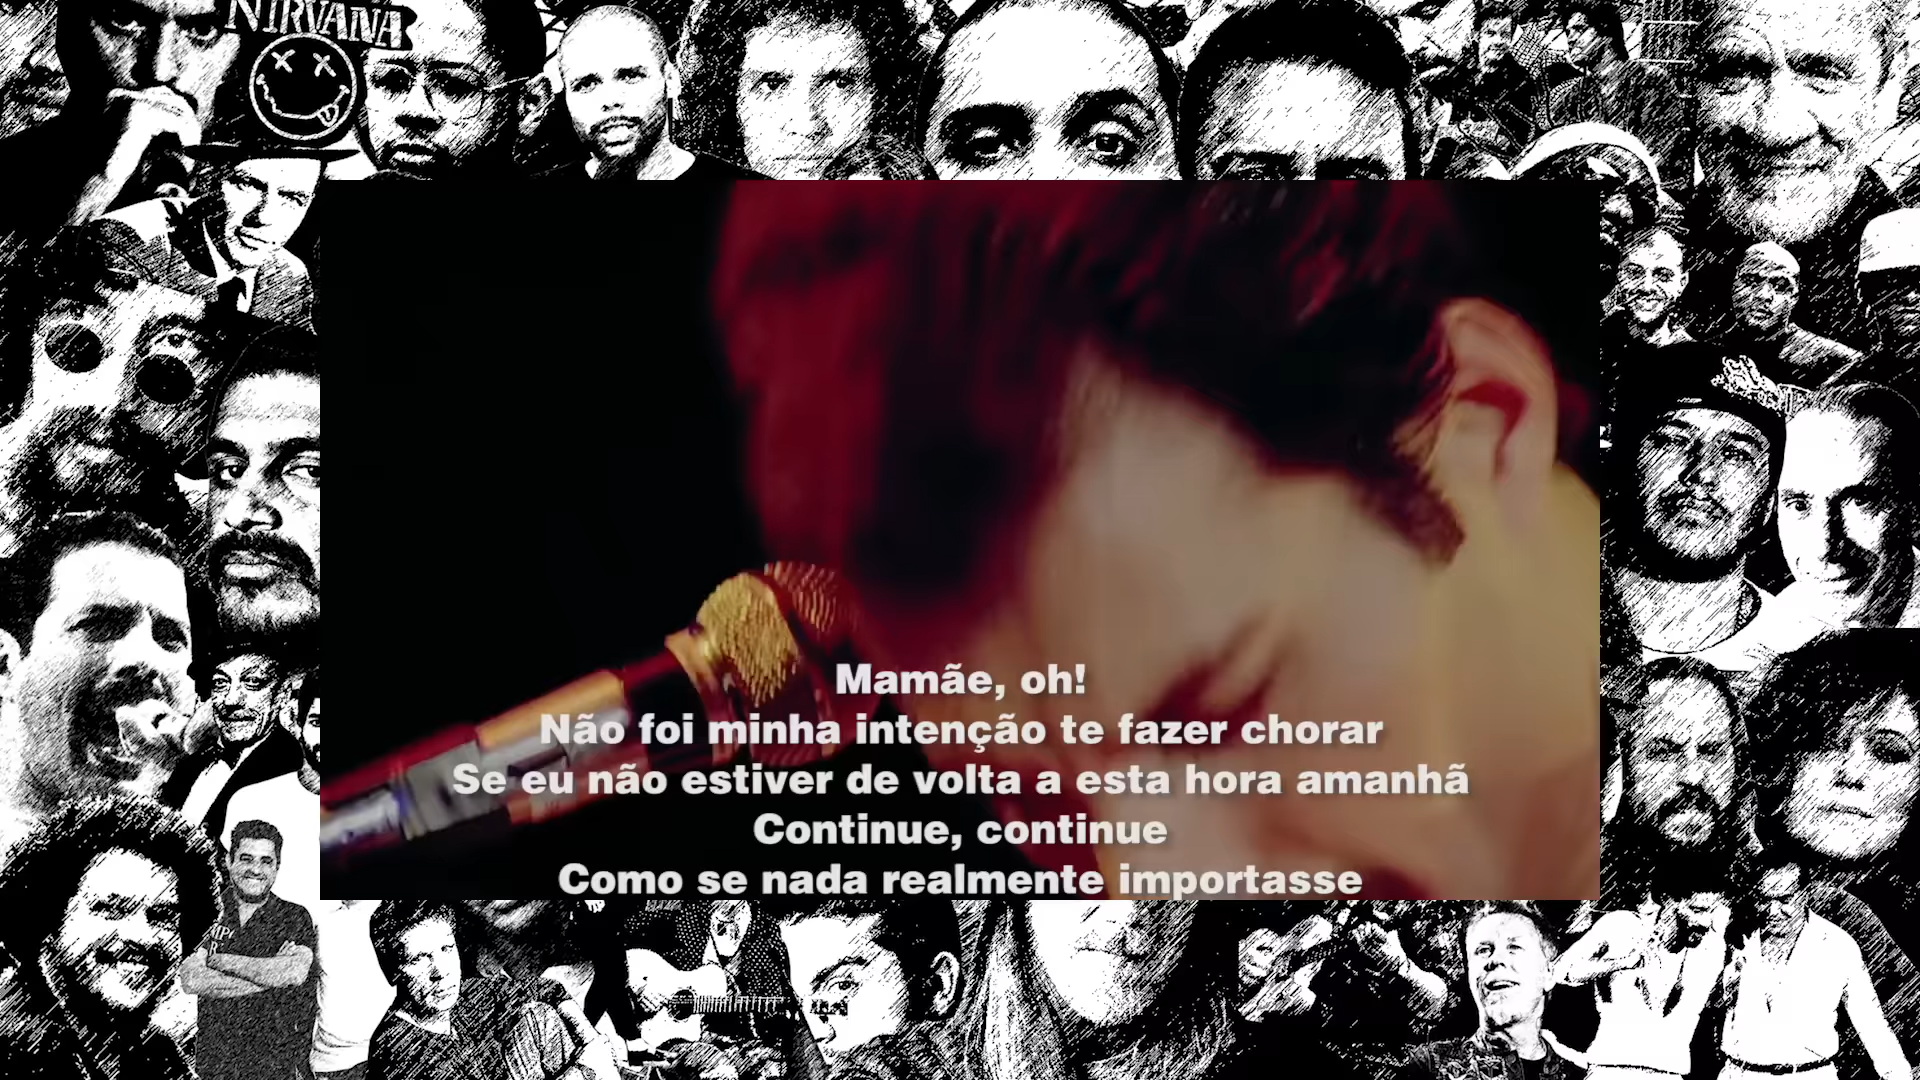 NIRVANA
Mamãe, oh!
Não foi minha intenção te fazer chorar
Se eu não estiver de volta a esta hora amanhã
Continue, continue
Como se nada realmente importasse